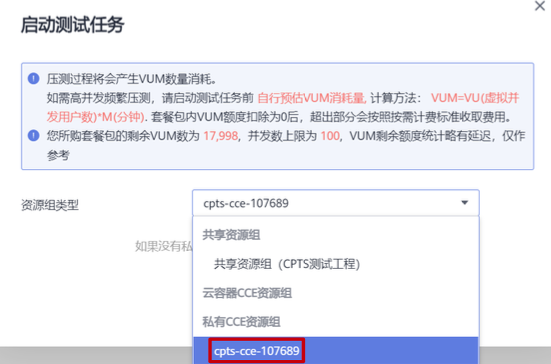 启动测试任务
压测过程将会产生VUM数量消耗。
如需高并发频繁压测，请启动测试任务前 自行预估VUM消耗量, 计算方法： VUM=VU(虚拟并
发用户数)*M(分钟). 套餐包内VUM额度扣除为0后，超出部分会按照按需计费标准收取费用。
您所购套餐包的剩余VUM数为 17,998，并发数上限为 100，VUM剩余额度统计略有延迟，仅作
参考
资源组类型
cpts-cce-107689
共享资源组
如果没有私
共享资源组（CPTS测试工程）
云容器CCE资源组
私有CCE资源组
cpts-cce-107689